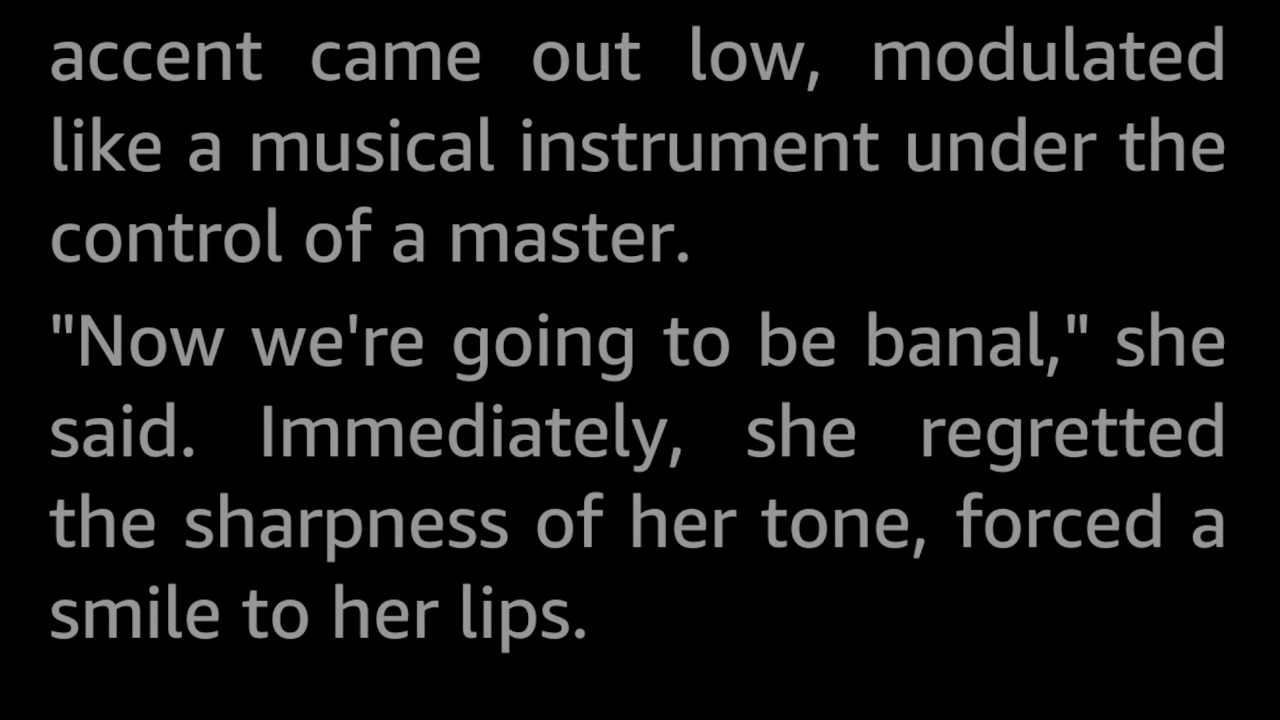 accent came out low, modulated
like a musical instrument under the
control of a master.
"Now we're going to be banal," she
said. Immediately, she regretted
the sharpness of her tone, forced a
smile to her lips.